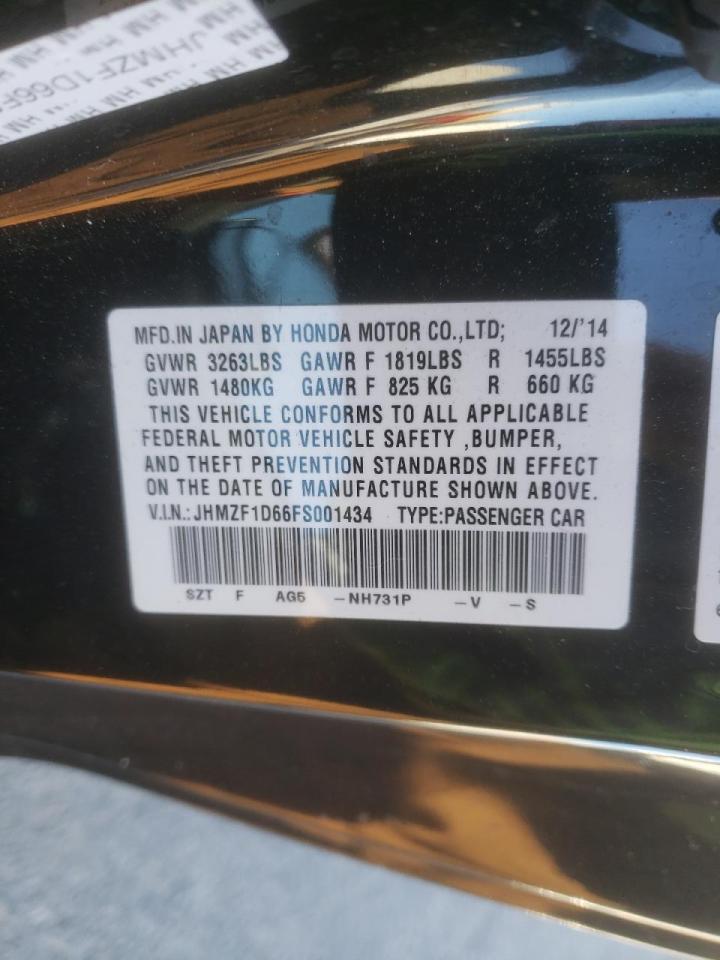 JHMZF1D66F
MFD.IN JAPAN BY HONDA MOTOR CO.,LTD; 12/'14
GVWR 3263LBS GAWR F 1819LBS R 1455LBS
GVWR 1480KG GAWR F 825 KG R 660 KG
THIS VEHICLE CONFORMS TO ALL APPLICABLE
FEDERAL MOTOR VEHICLE SAFETY ,BUMPER,
AND THEFT PREVENTION STANDARDS IN EFFECT
ON THE DATE OF MANUFACTURE SHOWN ABOVE.
V.I.N.:JHMZF1D66FS001434 TYPE:PASSENGER CAR
SZT F AG5 -NH731P -V -S